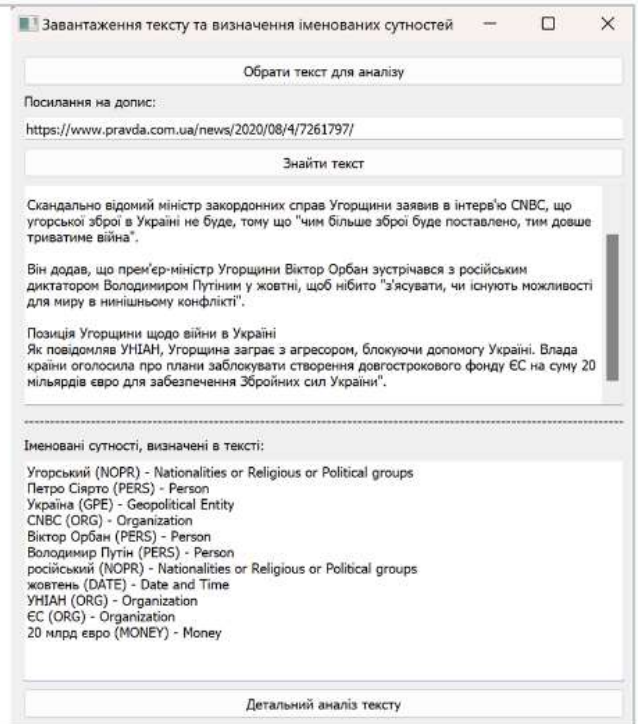 Завантаження тексту та визначення іменованих сутностей
Обрати текст для аналізу
Посилання на допис:
https://www.pravda.com.ua/news/2020/08/4/7261797/
Знайти текст
Скандально відомий міністр закордонних справ Угорщини заявив в інтерв'ю CNBC, що
угорської зброї в Україні не буде, тому що "чим більше зброї буде поставлено, тим довше
триватиме війна".
Він додав, що прем'єр-міністр Угорщини Віктор Орбан зустрічався з російським
диктатором Володимиром Путіним у жовтні, щоб нібито "з'ясувати, чи існують можливості
для миру в нинішньому конфлікті".
Позиція Угорщини щодо війни в Україні
Як повідомляв УНІАН, Угорщина заграє з агресором, блокуючи допомогу Україні. Влада
країни оголосила про плани заблокувати створення довгострокового фонду ЄС на суму 20
мільярдів євро для забезпечення Збройних сил України".
Іменовані сутності, визначені в тексті:
Угорський (NOPR) - Nationalities or Religious or Political groups
Петро Сіярто (PERS) - Person
Україна (GPE) - Geopolitical Entity
CNBC (ORG) - Organization
Віктор Орбан (PERS) - Person
Володимир Путін (PERS) - Person
російський (NOPR) - Nationalities or Religious or Political groups
жовтень (DATE) - Date and Time
УНІАН (ORG) - Organization
ЄС (ORG) - Organization
20 млрд євро (MONEY) - Money
Детальний аналіз тексту